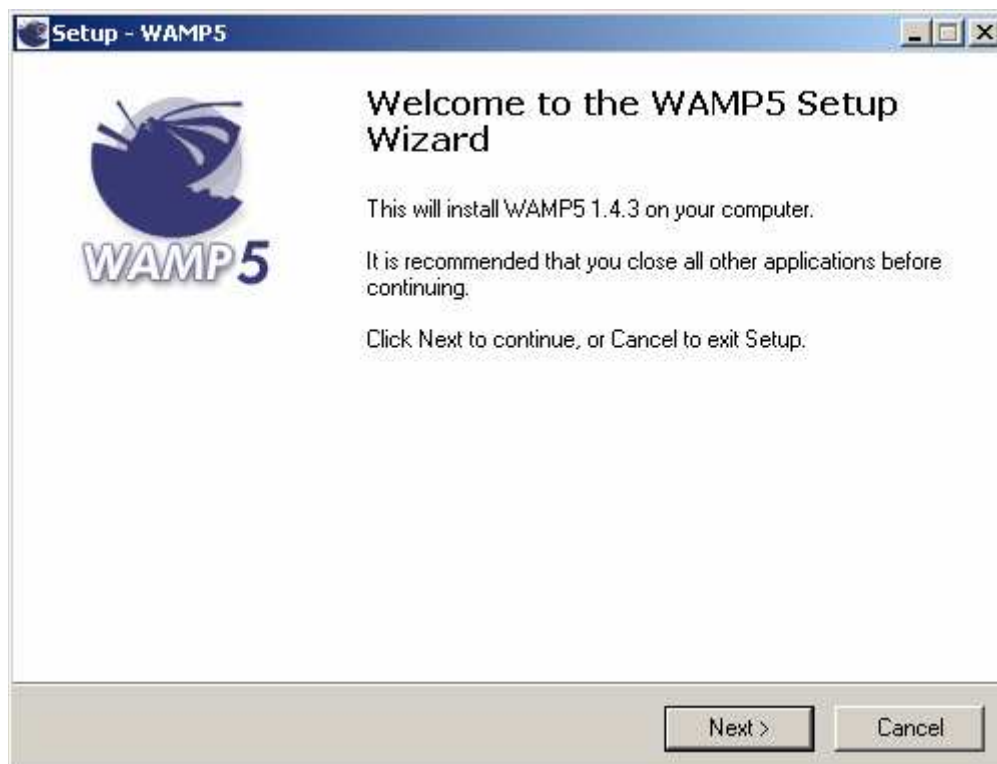 Setup - WAMP5
Welcome to the WAMP5 Setup
Wizard
WAMP5
This will install WAMP5 1.4.3 on your computer.
It is recommended that you close all other applications before
continuing.
Click Next to continue, or Cancel to exit Setup.
Next >
Cancel